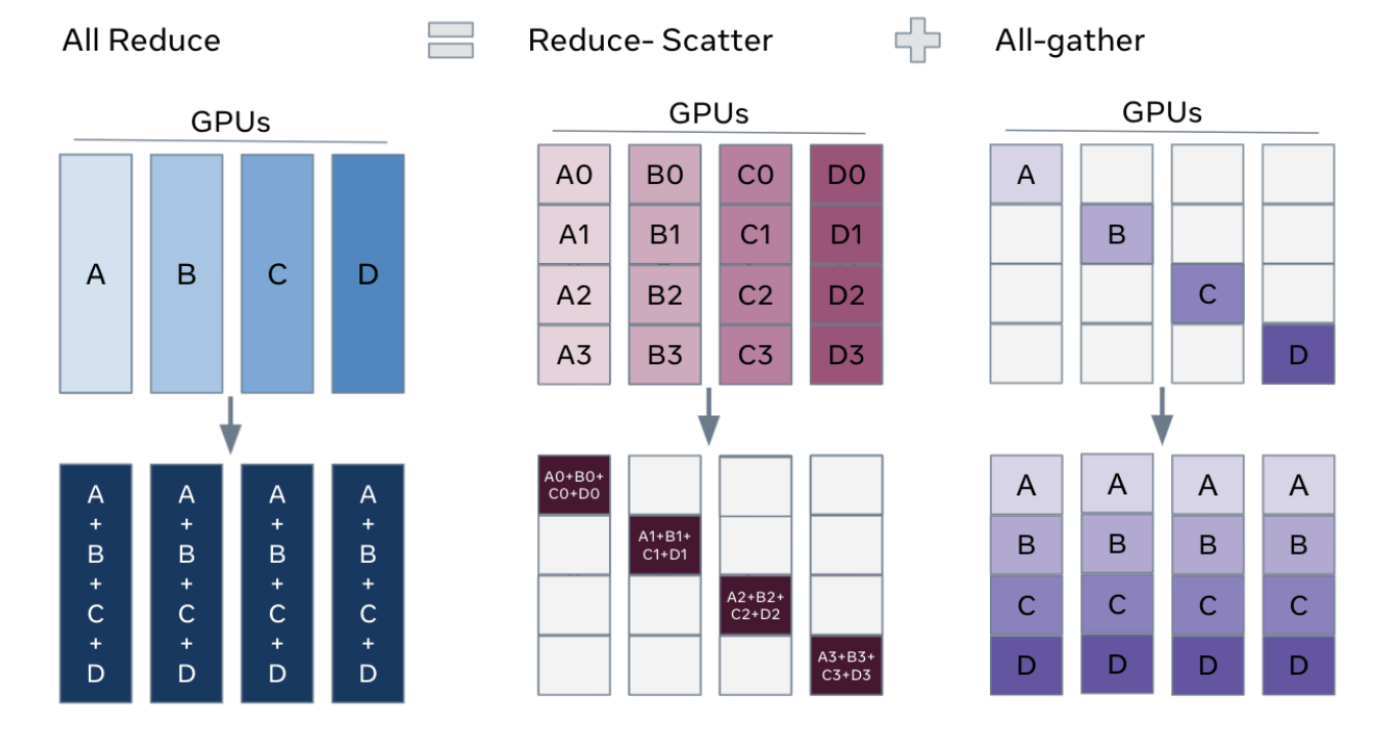 All Reduce = Reduce- Scatter + All-gather
GPUs
A B C D
A A A A
+ + + +
B B B B
+ + + +
C C C C
+ + + +
D D D D
GPUs
A0 B0 C0 D0
A1 B1 C1 D1
A2 B2 C2 D2
A3 B3 C3 D3
A0+B0+
C0+D0
A1+B1+
C1+D1
A2+B2+
C2+D2
A3+B3+
C3+D3
GPUs
A
B
C
D
A A A A
B B B B
C C C C
D D D D